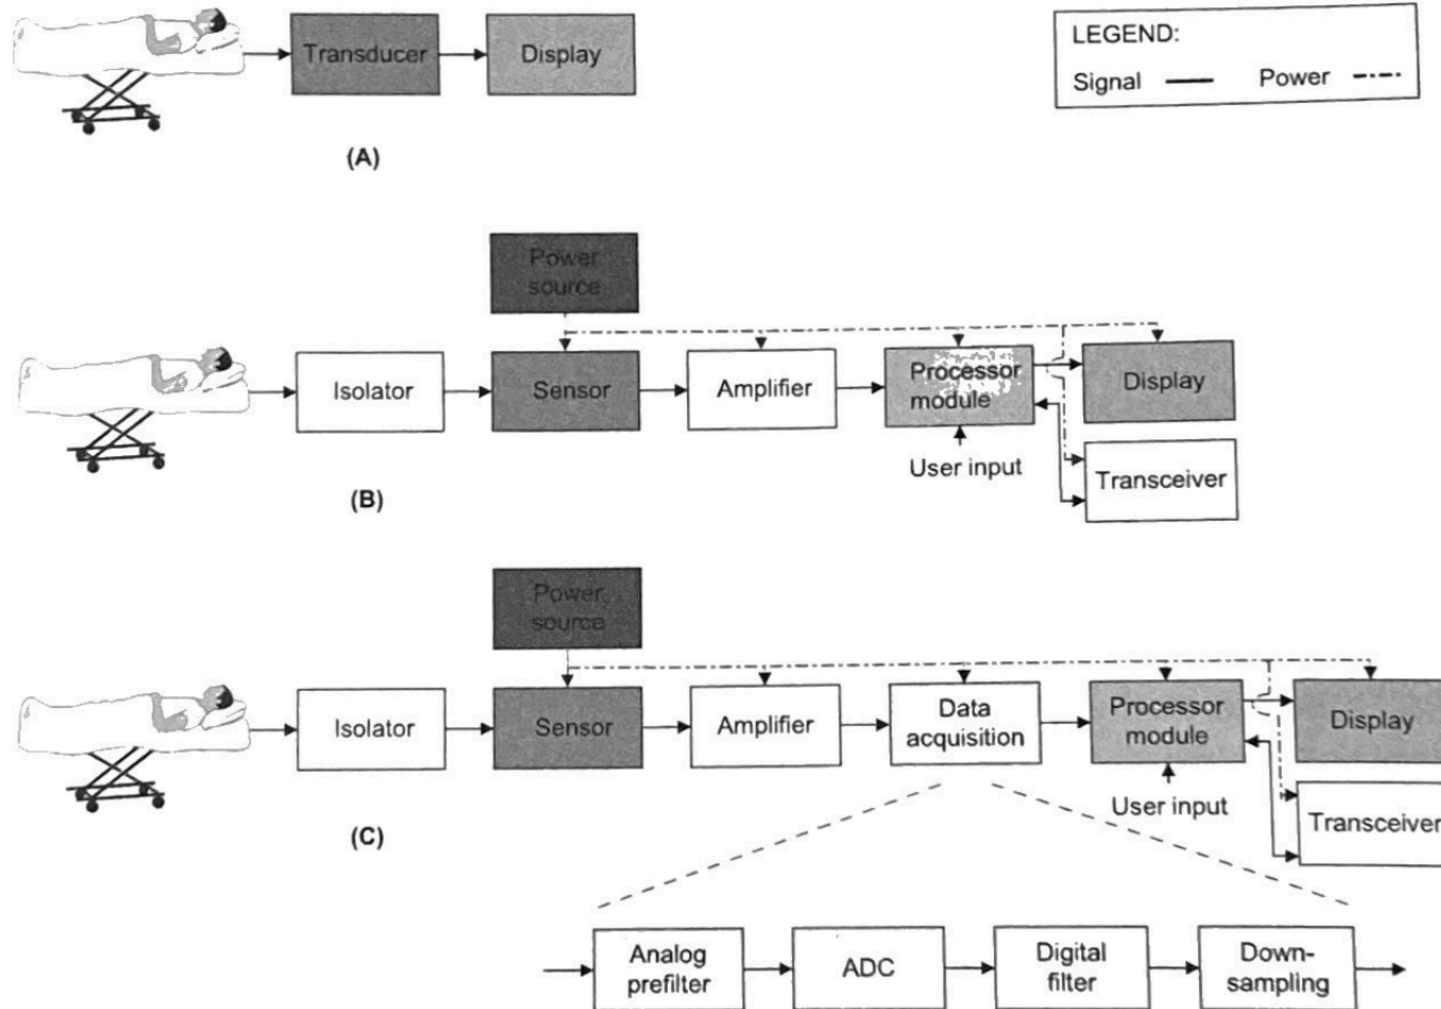 Transducer
Display
LEGEND:
Signal
Power
(A)
Power
source
Isolator
Sensor
Amplifier
Processor
module
Display
User input
Transceiver
(B)
Power
source
Isolator
Sensor
Amplifier
Data
acquisition
Processor
module
Display
User input
Transceiver
(C)
Analog
prefilter
ADC
Digital
filter
Down-
sampling